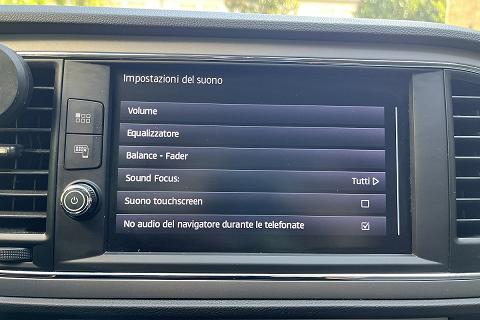 Impostazioni del suono
Volume
Equalizzatore
Balance - Fader
Sound Focus: Tutti
Suono touchscreen
No audio del navigatore durante le telefonate